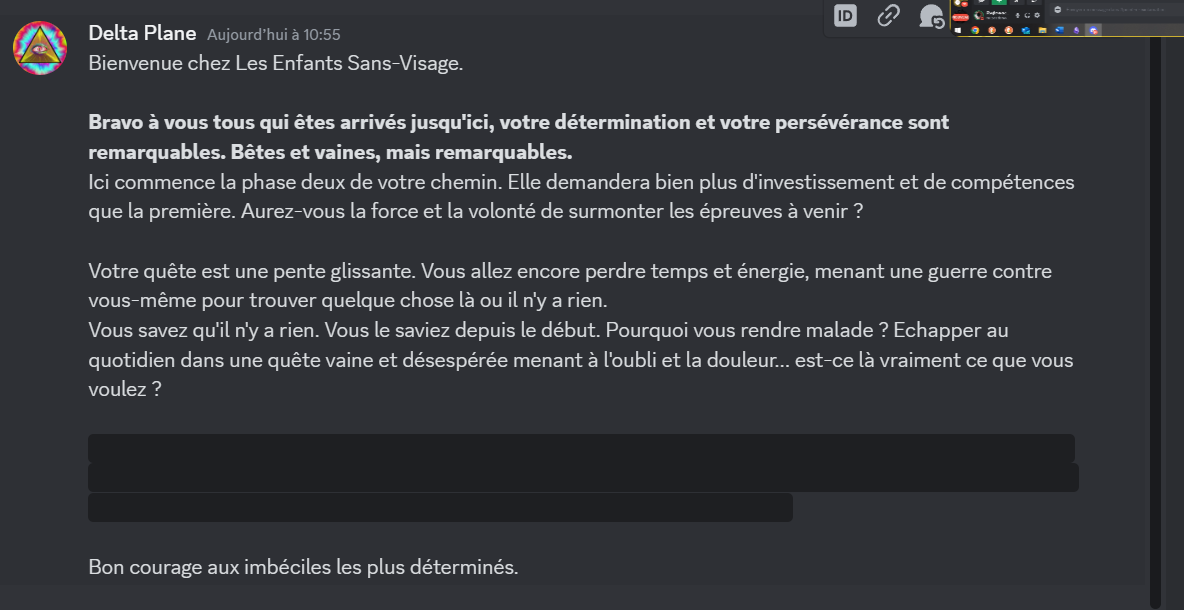 ID
Delta Plane Aujourd'hui à 10:55
Bienvenue chez Les Enfants Sans-Visage.
Bravo à vous tous qui êtes arrivés jusqu'ici, votre détermination et votre persévérance sont
remarquables. Bêtes et vaines, mais remarquables.
Ici commence la phase deux de votre chemin. Elle demandera bien plus d'investissement et de compétences
que la première. Aurez-vous la force et la volonté de surmonter les épreuves à venir ?
Votre quête est une pente glissante. Vous allez encore perdre temps et énergie, menant une guerre contre
vous-même pour trouver quelque chose là ou il n'y a rien.
Vous savez qu'il n'y a rien. Vous le saviez depuis le début. Pourquoi vous rendre malade ? Echapper au
quotidien dans une quête vaine et désespérée menant à l'oubli et la douleur... est-ce là vraiment ce que vous
voulez ?
Bon courage aux imbéciles les plus déterminés.